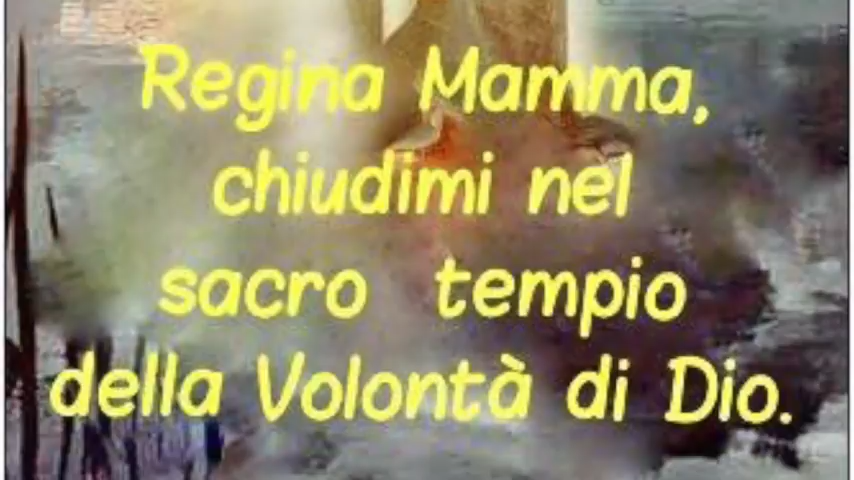 Regina Mamma,
chiudimi nel
sacro tempio
della Volontà di Dio.